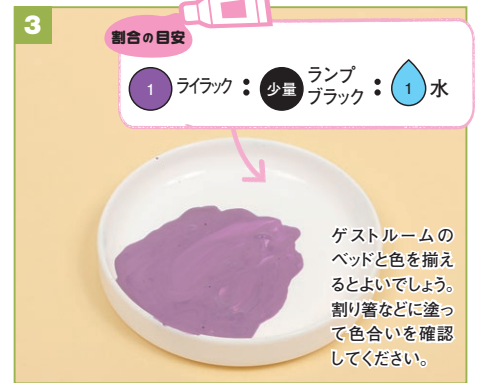 3
割合の目安
1 ライラック : 少量 ランプ
ブラック : 1 水
ゲストルームの
ベッドと色を揃え
るとよいでしょう。
割り箸などに塗っ
て色合いを確認
してください。